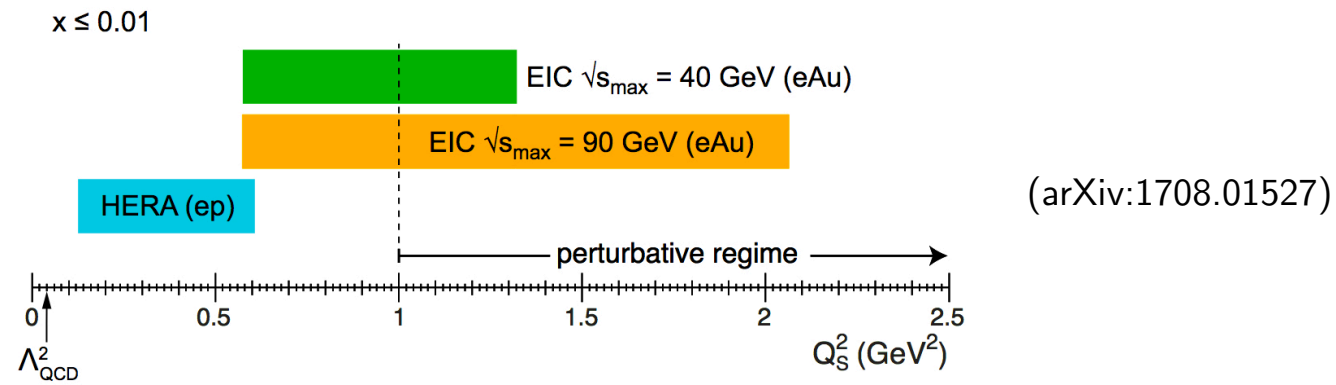 x ≤ 0.01
EIC √s_max = 40 GeV (eAu)
EIC √s_max = 90 GeV (eAu)
HERA (ep)
(arXiv:1708.01527)
perturbative regime
0 0.5 1 1.5 2 2.5
Λ²_QCD
Q²_S (GeV²)